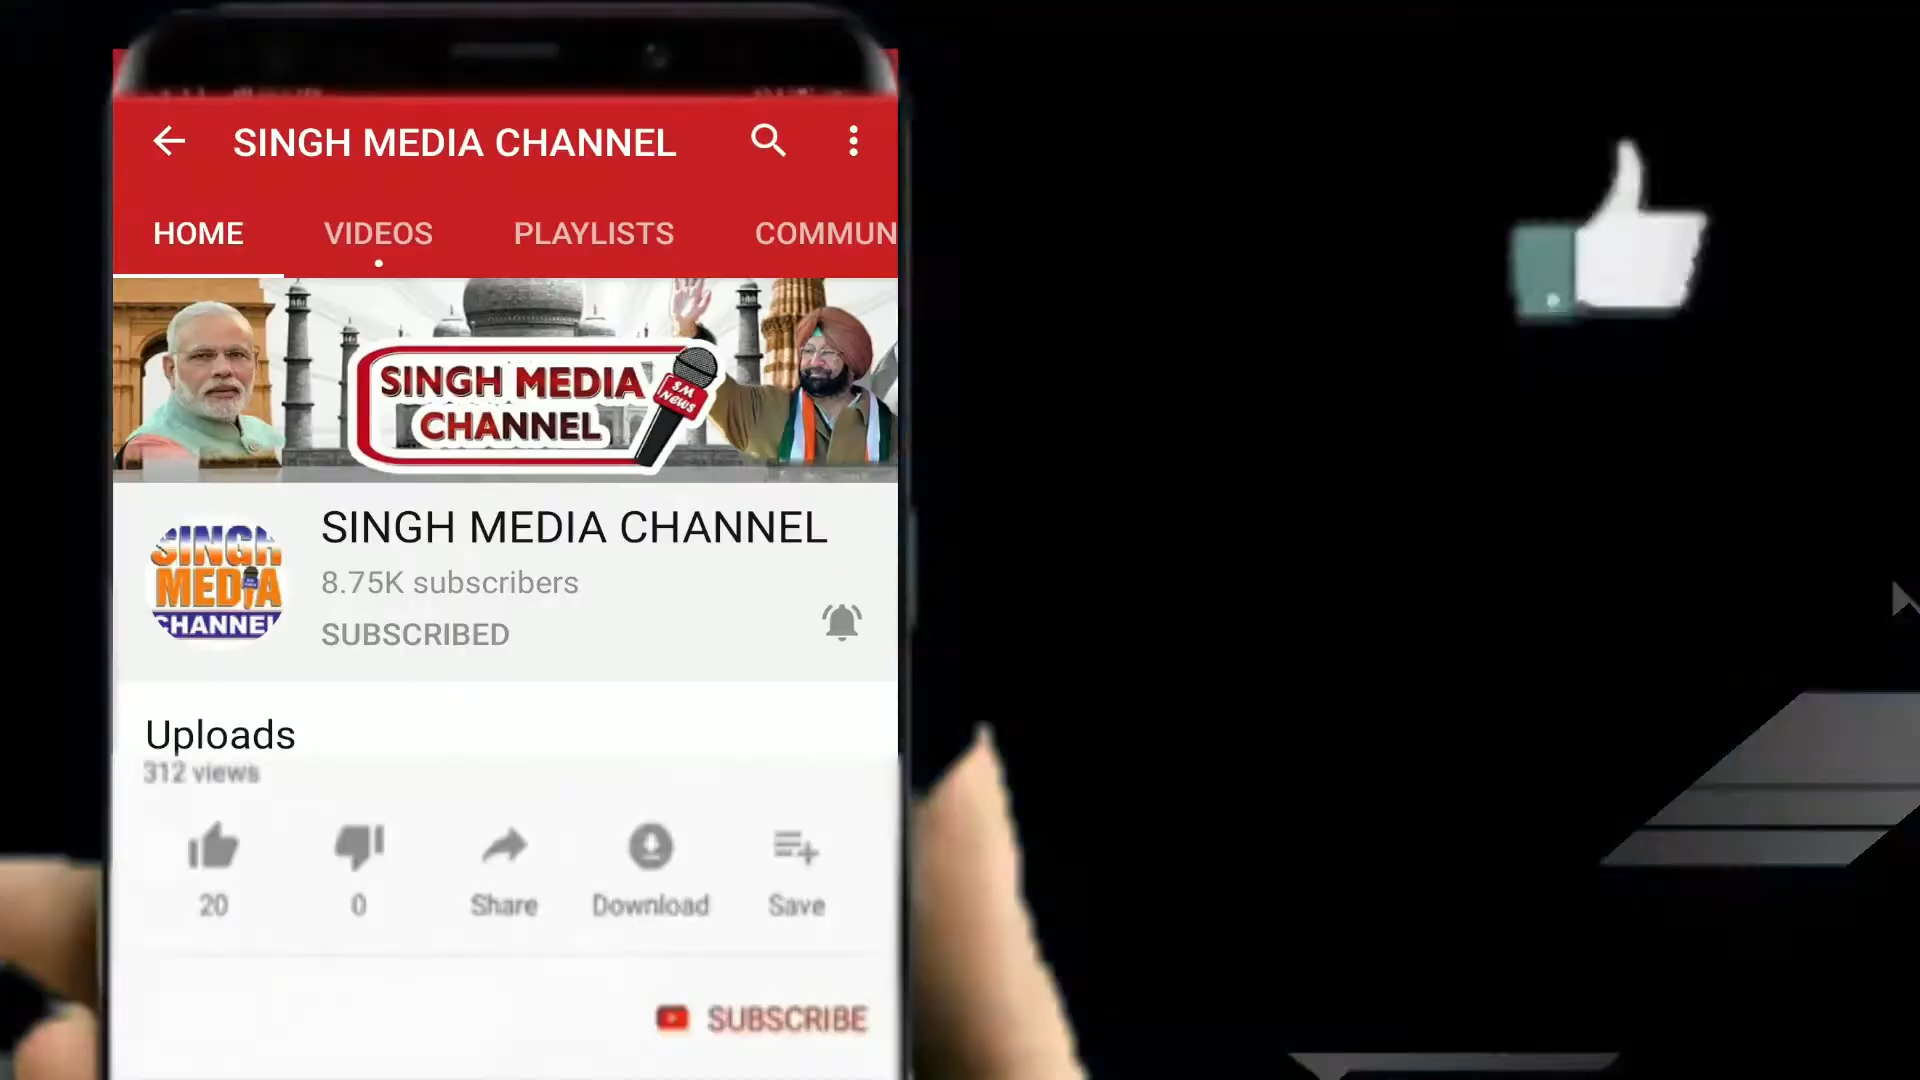 SINGH MEDIA CHANNEL
HOME VIDEOS PLAYLISTS COMMUN
SINGH MEDIA
CHANNEL
SM
News
SINGH
MEDIA
CHANNEL
SINGH MEDIA CHANNEL
8.75K subscribers
SUBSCRIBED
Uploads
312 views
20 0 Share Download Save
SUBSCRIBE